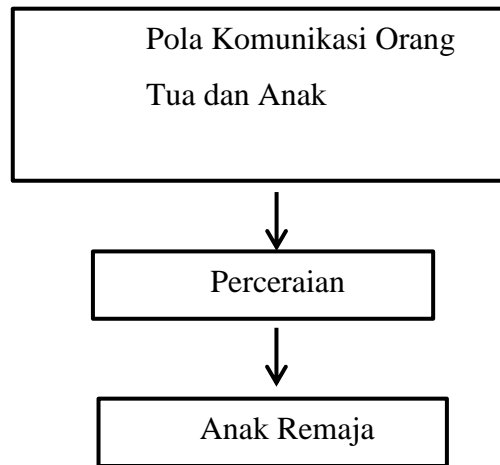 Pola Komunikasi Orang
Tua dan Anak
Perceraian
Anak Remaja